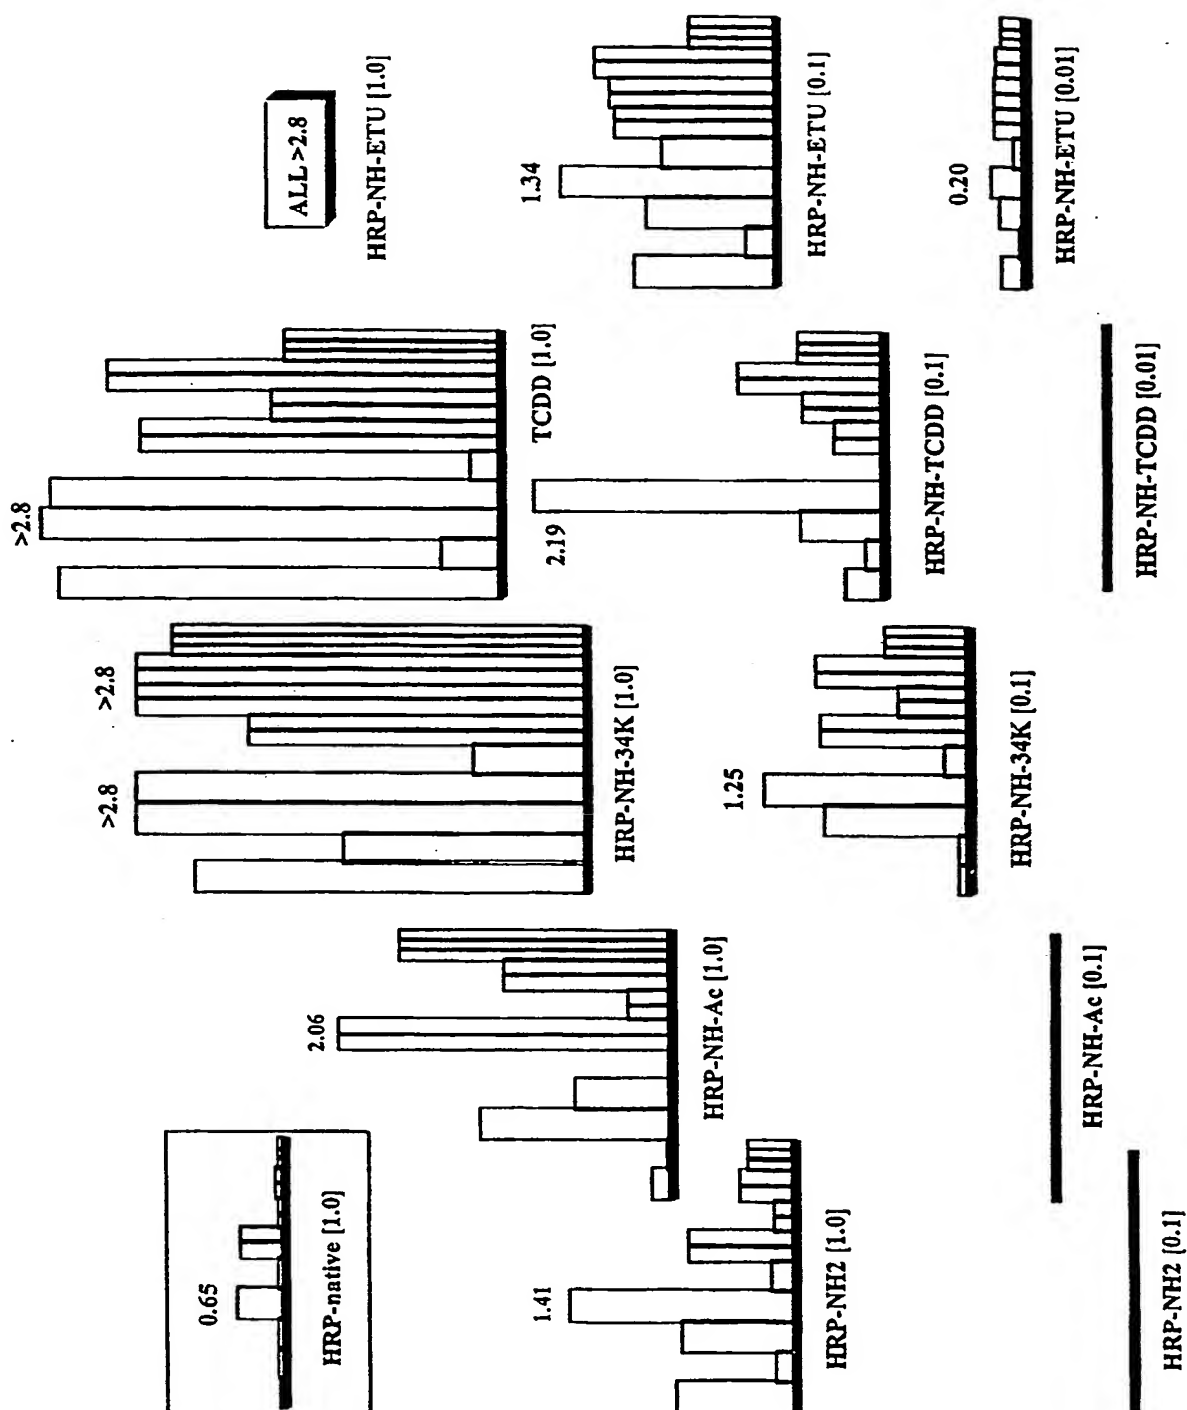 ALL >2.8
HRP-NH-ETU [1.0]
1.34
HRP-NH-ETU [0.1]
0.20
HRP-NH-ETU [0.01]
>2.8
TCDD [1.0]
2.19
HRP-NH-TCDD [0.1]
HRP-NH-TCDD [0.01]
>2.8
>2.8
HRP-NH-34K [1.0]
1.25
HRP-NH-34K [0.1]
2.06
HRP-NH-Ac [1.0]
HRP-NH-Ac [0.1]
0.65
HRP-native [1.0]
1.41
HRP-NH2 [1.0]
HRP-NH2 [0.1]